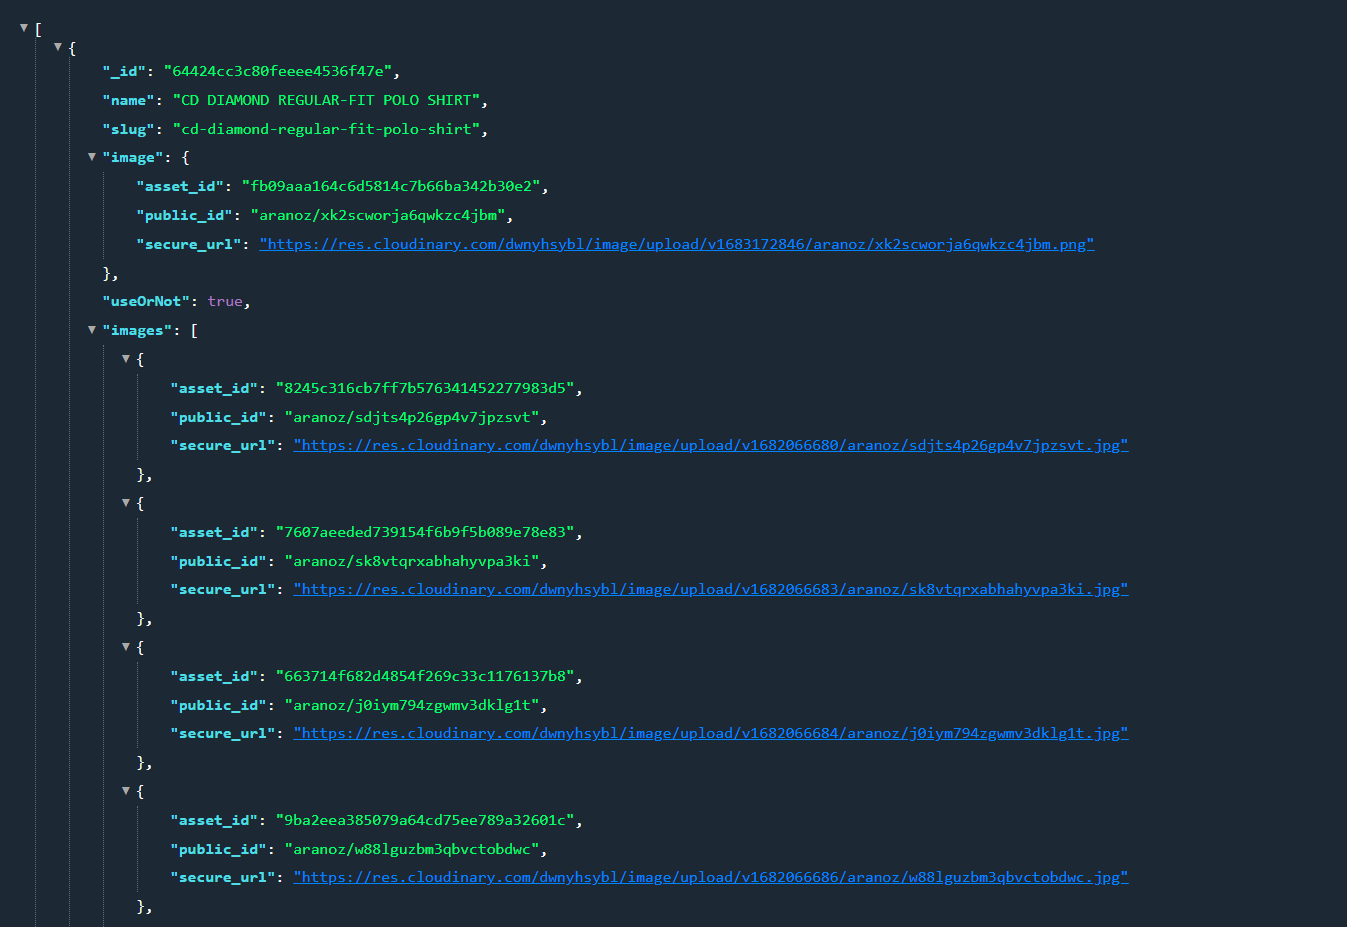 [
{
"_id": "64424cc3c80feeee4536f47e",
"name": "CD DIAMOND REGULAR-FIT POLO SHIRT",
"slug": "cd-diamond-regular-fit-polo-shirt",
"image": {
"asset_id": "fb09aaa164c6d5814c7b66ba342b30e2",
"public_id": "aranoz/xk2scworja6qwkzc4jbm",
"secure_url": "https://res.cloudinary.com/dwnyhsybl/image/upload/v1683172846/aranoz/xk2scworja6qwkzc4jbm.png"
},
"useOrNot": true,
"images": [
{
"asset_id": "8245c316cb7ff7b576341452277983d5",
"public_id": "aranoz/sdjts4p26gp4v7jpzsvt",
"secure_url": "https://res.cloudinary.com/dwnyhsybl/image/upload/v1682066680/aranoz/sdjts4p26gp4v7jpzsvt.jpg"
},
{
"asset_id": "7607aeeded739154f6b9f5b089e78e83",
"public_id": "aranoz/sk8vtqrxabhahyvpa3ki",
"secure_url": "https://res.cloudinary.com/dwnyhsybl/image/upload/v1682066683/aranoz/sk8vtqrxabhahyvpa3ki.jpg"
},
{
"asset_id": "663714f682d4854f269c33c1176137b8",
"public_id": "aranoz/j0iym794zgwmv3dklg1t",
"secure_url": "https://res.cloudinary.com/dwnyhsybl/image/upload/v1682066684/aranoz/j0iym794zgwmv3dklg1t.jpg"
},
{
"asset_id": "9ba2eea385079a64cd75ee789a32601c",
"public_id": "aranoz/w88lguzbm3qbvctobdwc",
"secure_url": "https://res.cloudinary.com/dwnyhsybl/image/upload/v1682066686/aranoz/w88lguzbm3qbvctobdwc.jpg"
},